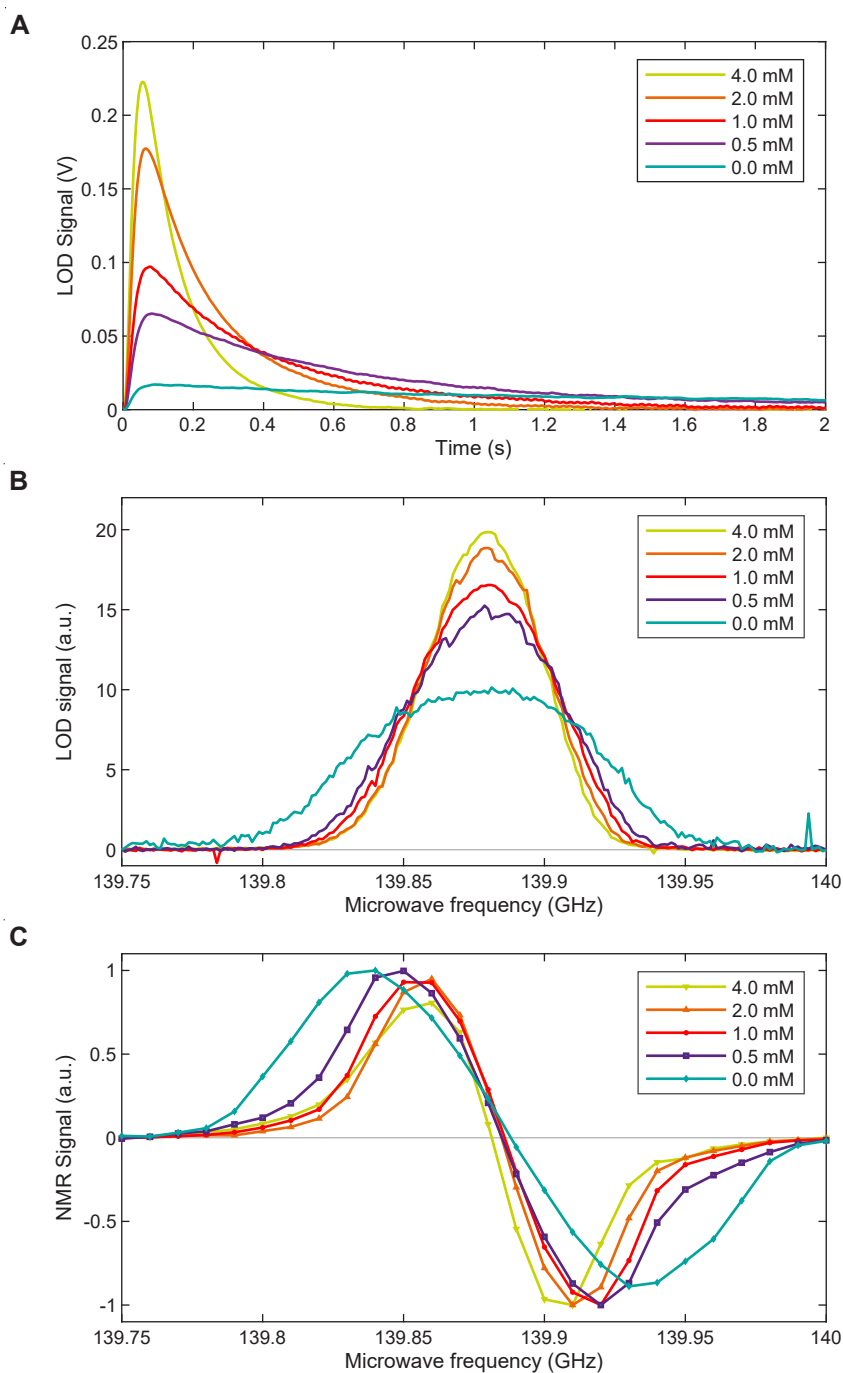 A
LOD Signal (V)
0.25
0.2
0.15
0.1
0.05
0
4.0 mM
2.0 mM
1.0 mM
0.5 mM
0.0 mM
0 0.2 0.4 0.6 0.8 1 1.2 1.4 1.6 1.8 2
Time (s)
B
LOD signal (a.u.)
20
15
10
5
0
4.0 mM
2.0 mM
1.0 mM
0.5 mM
0.0 mM
139.75 139.8 139.85 139.9 139.95 140
Microwave frequency (GHz)
C
NMR Signal (a.u.)
1
0.5
0
-0.5
-1
4.0 mM
2.0 mM
1.0 mM
0.5 mM
0.0 mM
139.75 139.8 139.85 139.9 139.95 140
Microwave frequency (GHz)